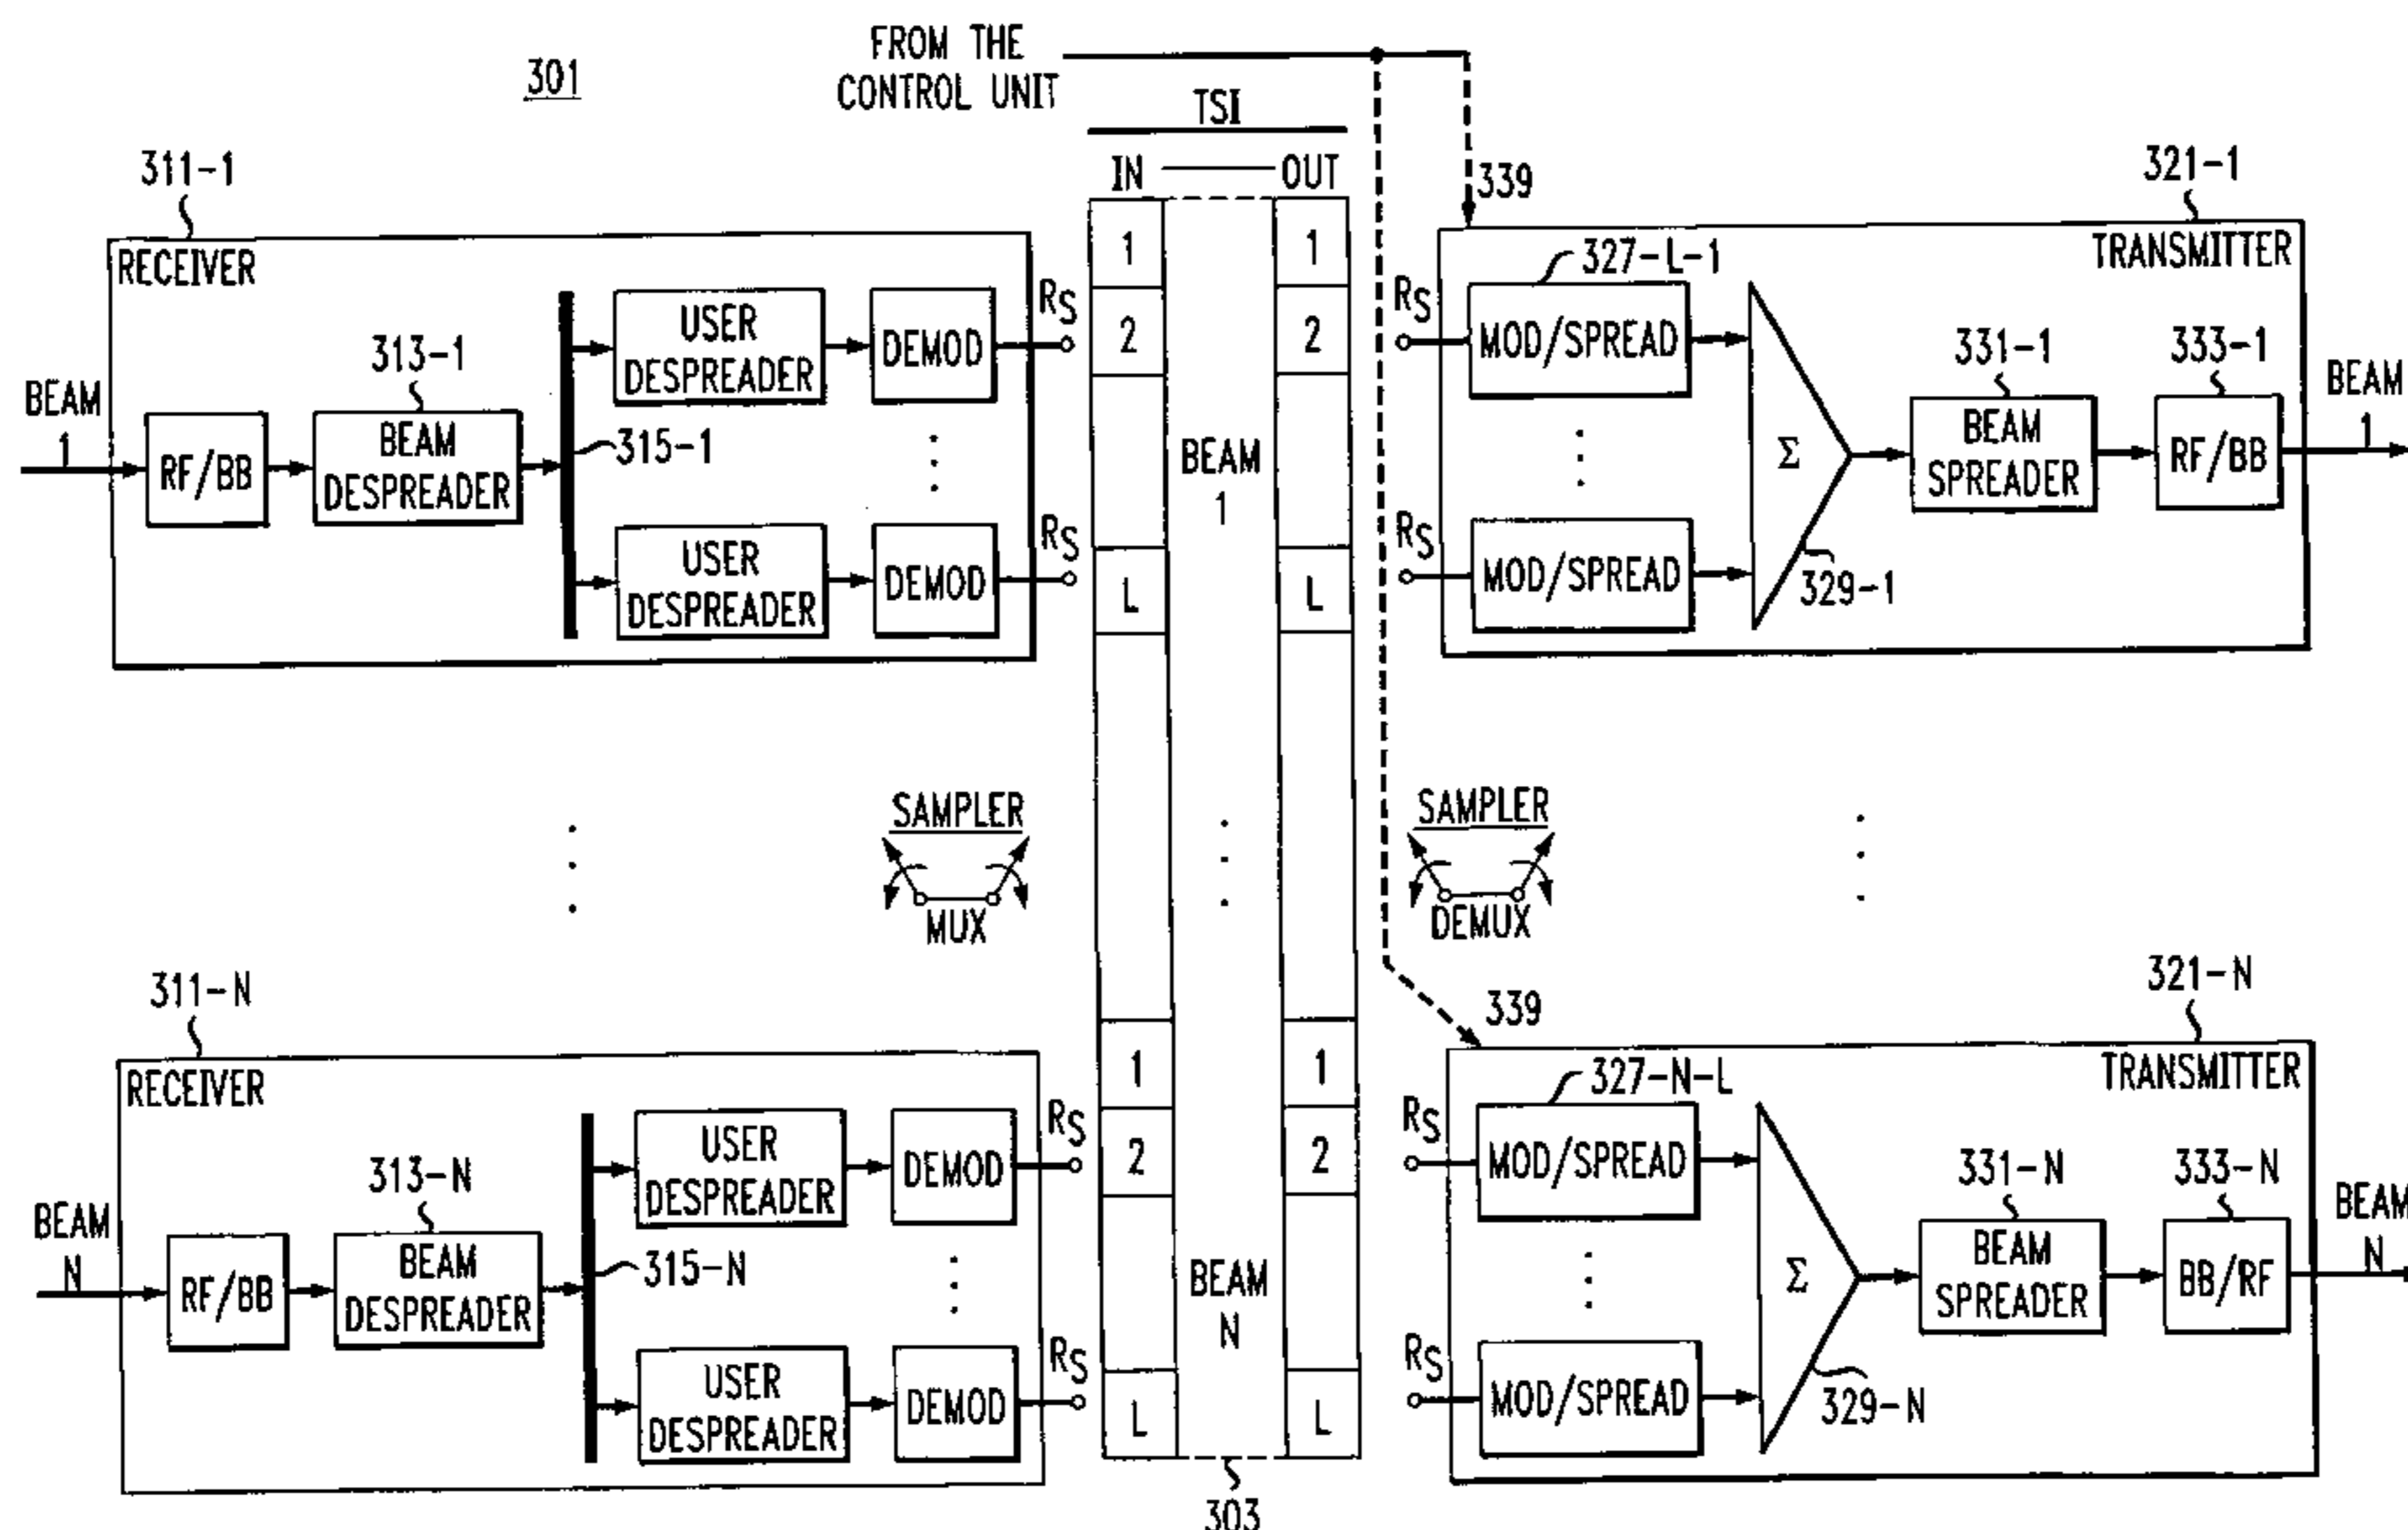 FROM THE
CONTROL UNIT
301
TSI
IN
OUT
311-1
RECEIVER
BEAM
1
RF/BB
313-1
BEAM
DESPREADER
315-1
USER
DESPREADER
DEMOD
RS
USER
DESPREADER
DEMOD
RS
1
2
L
BEAM
1
1
2
L
339
321-1
TRANSMITTER
327-L-1
RS
MOD/SPREAD
RS
MOD/SPREAD
Σ
329-1
331-1
BEAM
SPREADER
333-1
RF/BB
BEAM
1
SAMPLER
MUX
SAMPLER
DEMUX
311-N
RECEIVER
BEAM
N
RF/BB
313-N
BEAM
DESPREADER
315-N
USER
DESPREADER
DEMOD
RS
USER
DESPREADER
DEMOD
RS
1
2
L
BEAM
N
1
2
L
303
339
321-N
TRANSMITTER
327-N-L
RS
MOD/SPREAD
RS
MOD/SPREAD
Σ
329-N
331-N
BEAM
SPREADER
333-N
BB/RF
BEAM
N